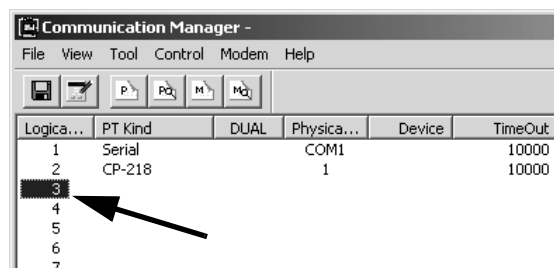 Communication Manager -
File View Tool Control Modem Help
P PQ M MQ
Logica... PT Kind DUAL Physica... Device TimeOut
1 Serial COM1 10000
2 CP-218 1 10000
3
4
5
6
7